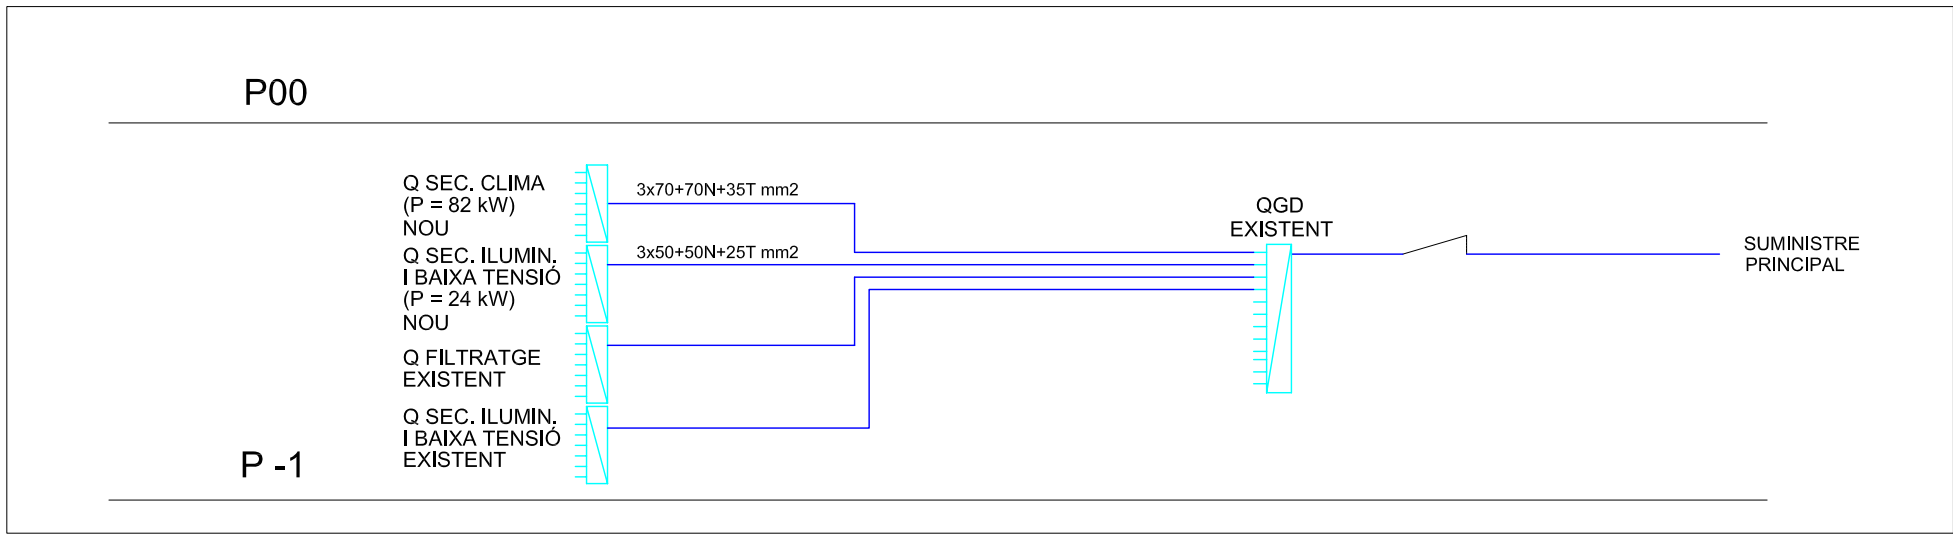 P00
Q SEC. CLIMA
(P = 82 kW)
NOU
3x70+70N+35T mm2
Q SEC. ILUMIN.
I BAIXA TENSIÓ
(P = 24 kW)
NOU
3x50+50N+25T mm2
Q FILTRATGE
EXISTENT
Q SEC. ILUMIN.
I BAIXA TENSIÓ
EXISTENT
QGD
EXISTENT
SUMINISTRE
PRINCIPAL
P -1